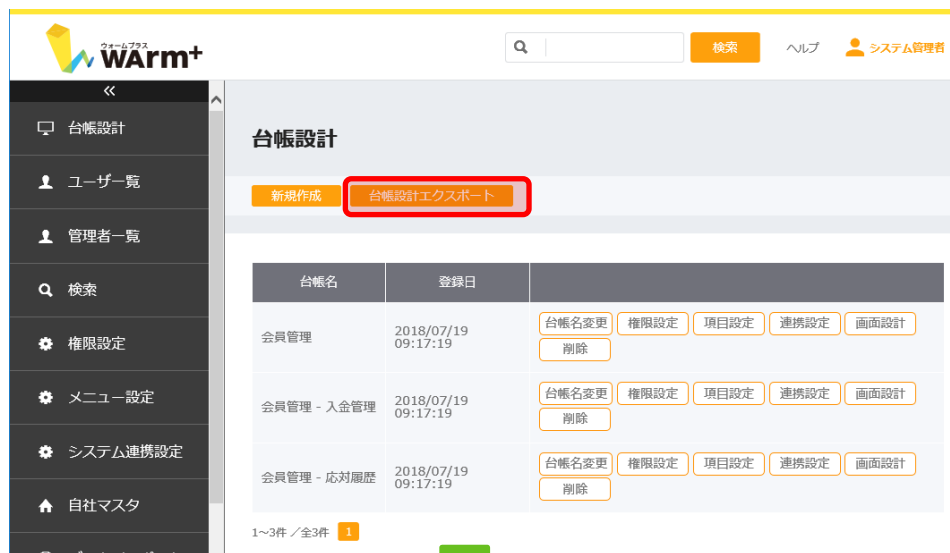 ウォームプラス
WArm+
検索
ヘルプ
システム管理者
«
台帳設計
ユーザ一覧
管理者一覧
検索
権限設定
メニュー設定
システム連携設定
自社マスタ
台帳設計
新規作成
台帳設計エクスポート
台帳名 登録日
会員管理
2018/07/19
09:17:19
台帳名変更 権限設定 項目設定 連携設定 画面設計
削除
会員管理 - 入金管理
2018/07/19
09:17:19
台帳名変更 権限設定 項目設定 連携設定 画面設計
削除
会員管理 - 応対履歴
2018/07/19
09:17:19
台帳名変更 権限設定 項目設定 連携設定 画面設計
削除
1～3件 ／全3件 1